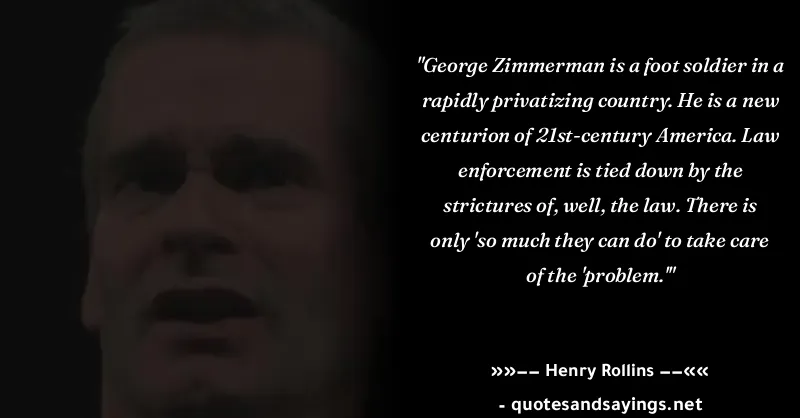 "George Zimmerman is a foot soldier in a
rapidly privatizing country. He is a new
centurion of 21st-century America. Law
enforcement is tied down by the
strictures of, well, the law. There is
only 'so much they can do' to take care
of the 'problem.'"
»»−− Henry Rollins −−««
- quotesandsayings.net